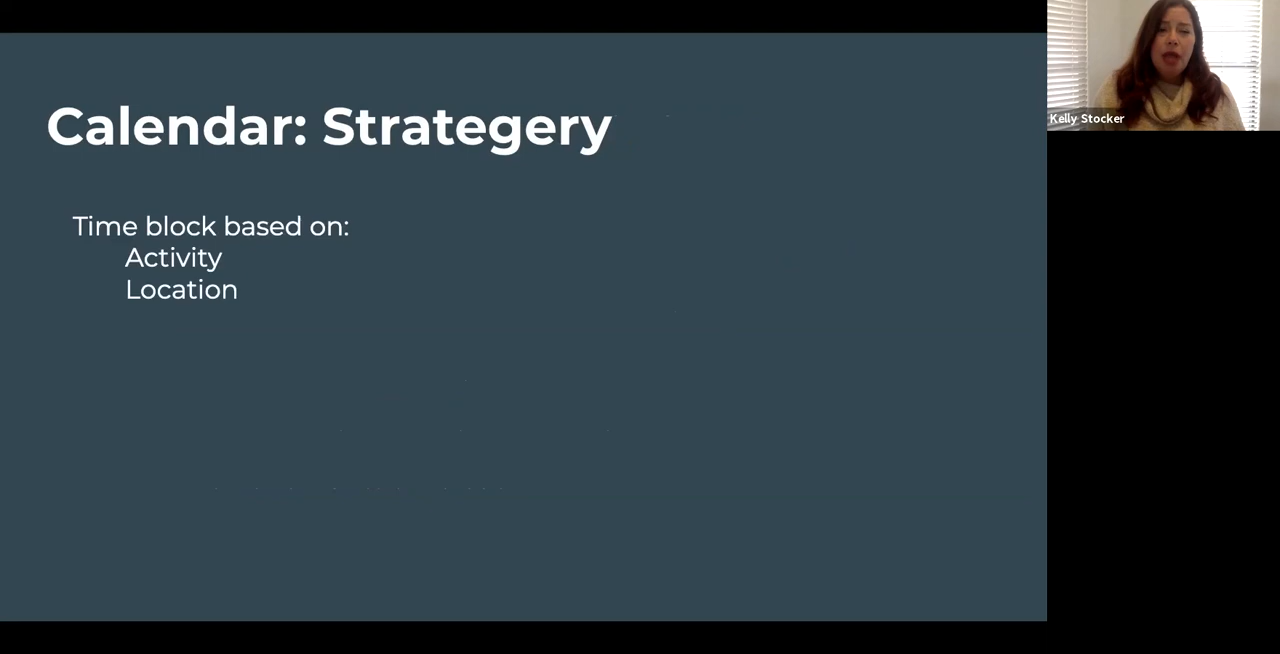 Calendar: Strategery
Time block based on:
Activity
Location
Kelly Stocker